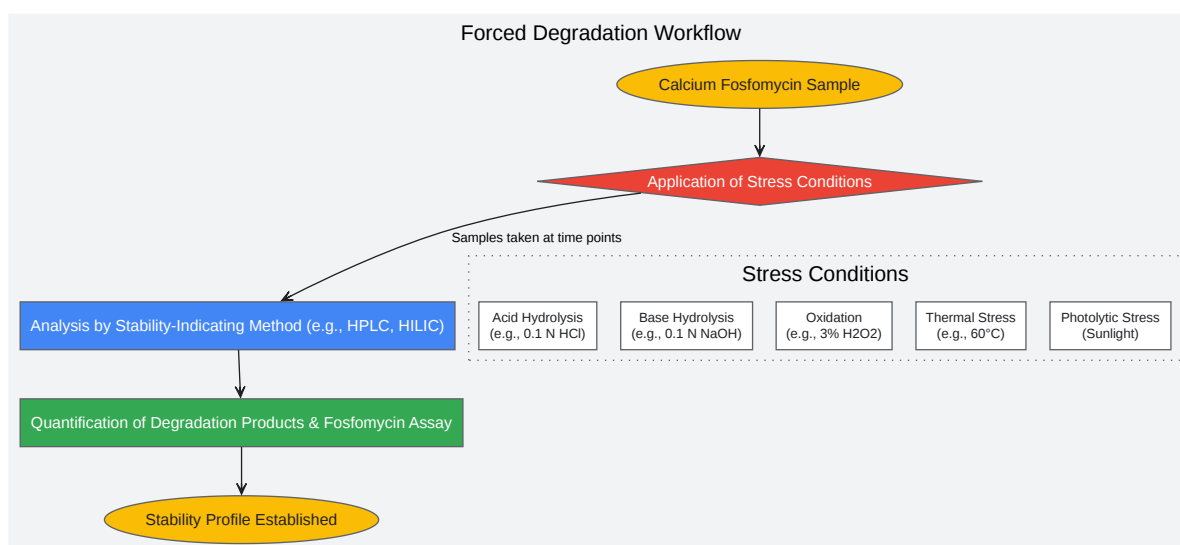 Forced Degradation Workflow
Calcium Fosfomycin Sample
Application of Stress Conditions
Samples taken at time points
Stress Conditions
Acid Hydrolysis
(e.g., 0.1 N HCl)
Base Hydrolysis
(e.g., 0.1 N NaOH)
Oxidation
(e.g., 3% H2O2)
Thermal Stress
(e.g., 60°C)
Photolytic Stress
(Sunlight)
Analysis by Stability-Indicating Method (e.g., HPLC, HILIC)
Quantification of Degradation Products & Fosfomycin Assay
Stability Profile Established